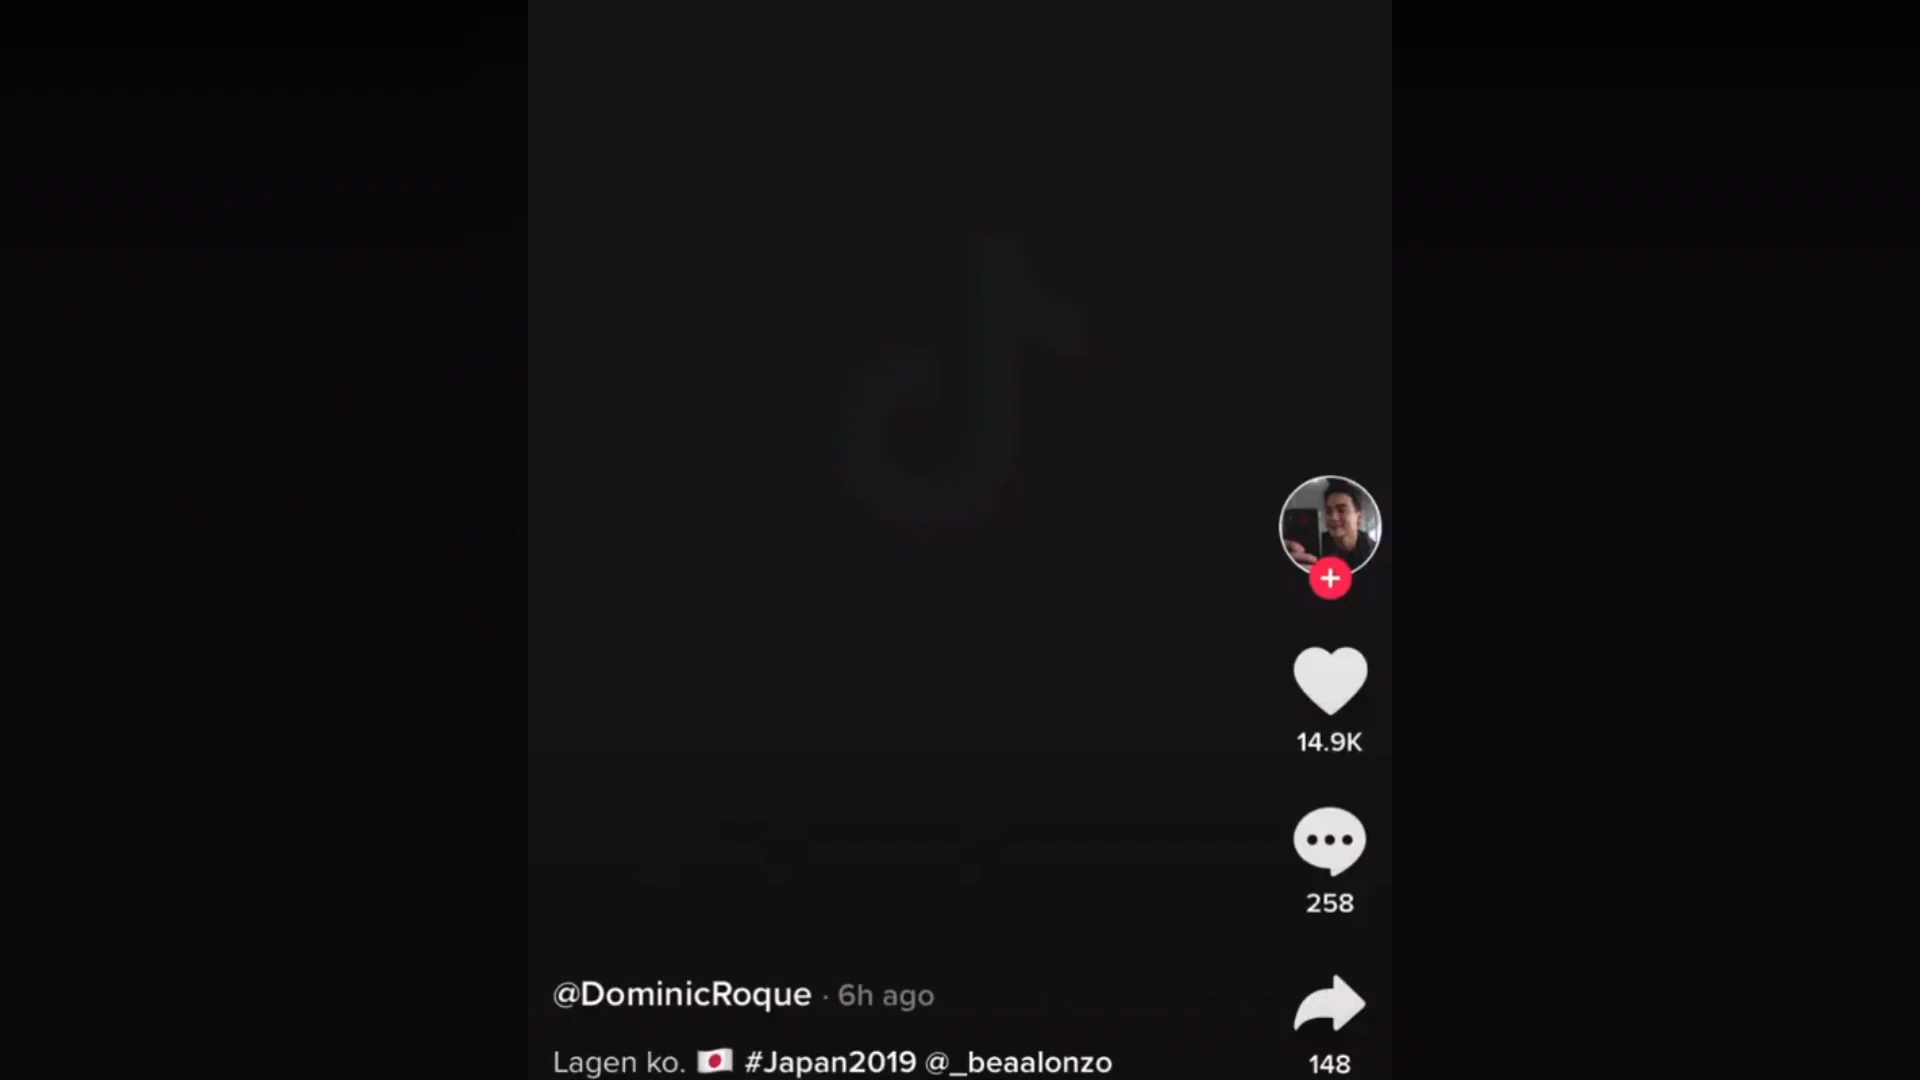 14.9K
258
@DominicRoque · 6h ago
Lagen ko. 🇯🇵 #Japan2019 @_beaalonzo
148